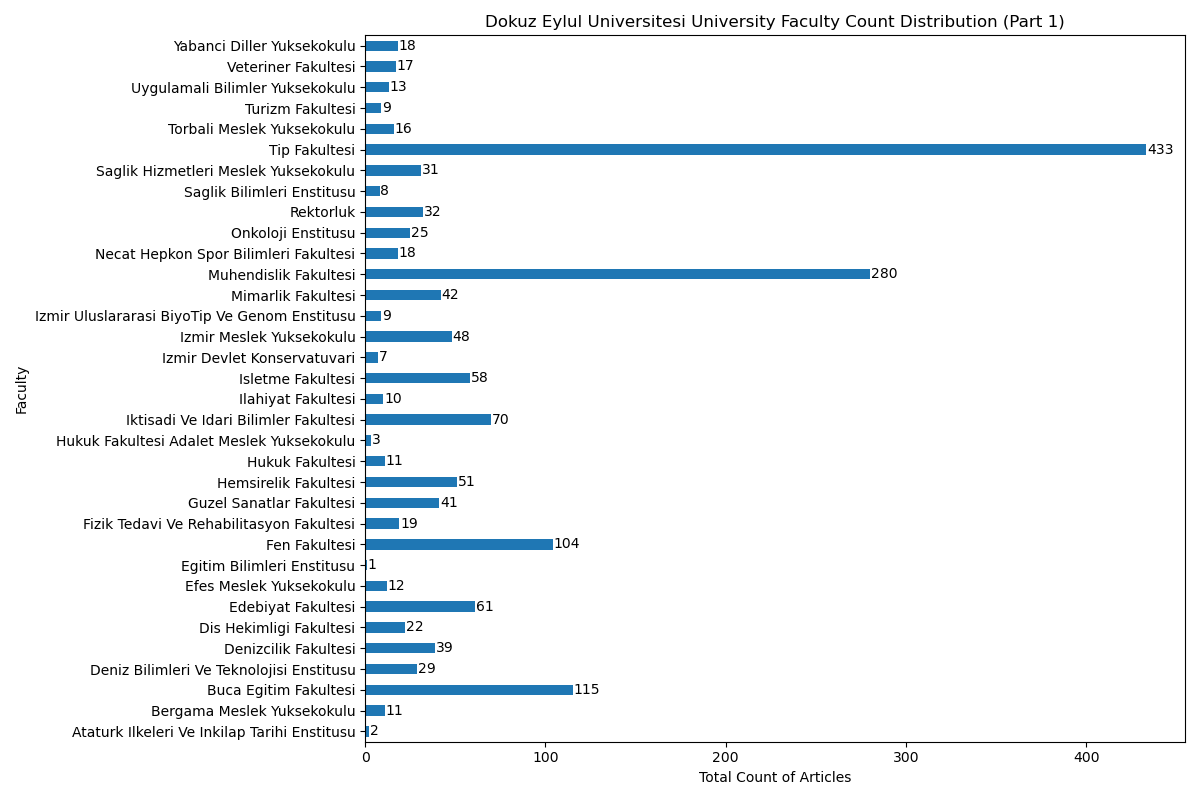 Dokuz Eylul Universitesi University Faculty Count Distribution (Part 1)
Yabanci Diller Yuksekokulu 18
Veteriner Fakultesi 17
Uygulamali Bilimler Yuksekokulu 13
Turizm Fakultesi 9
Torbali Meslek Yuksekokulu 16
Tip Fakultesi 433
Saglik Hizmetleri Meslek Yuksekokulu 31
Saglik Bilimleri Enstitusu 8
Rektorluk 32
Onkoloji Enstitusu 25
Necat Hepkon Spor Bilimleri Fakultesi 18
Muhendislik Fakultesi 280
Mimarlik Fakultesi 42
Izmir Uluslararasi BiyoTip Ve Genom Enstitusu 9
Izmir Meslek Yuksekokulu 48
Izmir Devlet Konservatuvari 7
Isletme Fakultesi 58
Ilahiyat Fakultesi 10
Iktisadi Ve Idari Bilimler Fakultesi 70
Hukuk Fakultesi Adalet Meslek Yuksekokulu 3
Hukuk Fakultesi 11
Hemsirelik Fakultesi 51
Guzel Sanatlar Fakultesi 41
Fizik Tedavi Ve Rehabilitasyon Fakultesi 19
Fen Fakultesi 104
Egitim Bilimleri Enstitusu 1
Efes Meslek Yuksekokulu 12
Edebiyat Fakultesi 61
Dis Hekimligi Fakultesi 22
Denizcilik Fakultesi 39
Deniz Bilimleri Ve Teknolojisi Enstitusu 29
Buca Egitim Fakultesi 115
Bergama Meslek Yuksekokulu 11
Ataturk Ilkeleri Ve Inkilap Tarihi Enstitusu 2
Faculty
0 100 200 300 400
Total Count of Articles